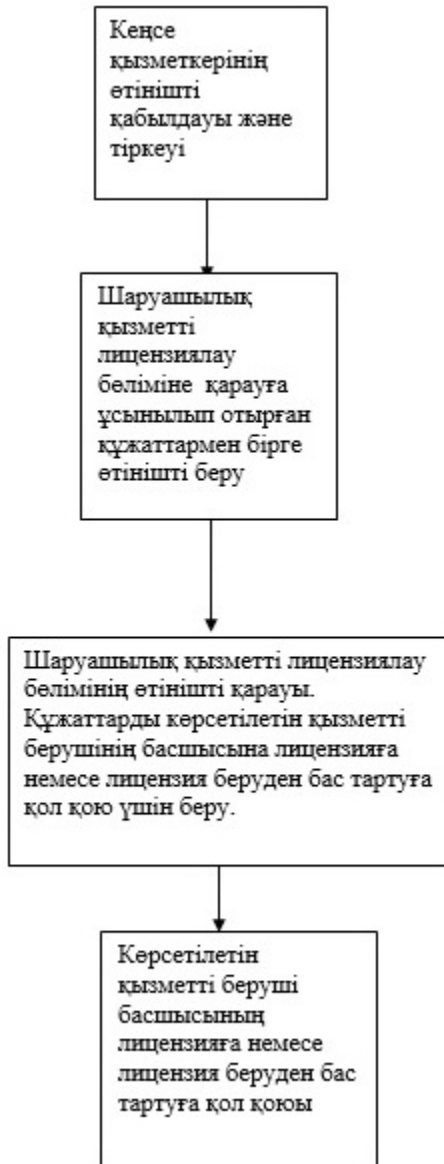 Кеңсе
қызметкерінің
өтінішті
қабылдауы және
тіркеуі
Шаруашылық
қызметті
лицензиялау
бөліміне қарауға
ұсынылып отырған
құжаттармен бірге
өтінішті беру
Шаруашылық қызметті лицензиялау
бөлімінің өтінішті қарауы.
Құжаттарды көрсетілетін қызметті
берушінің басшысына лицензияға
немесе лицензия беруден бас тартуға
қол қою үшін беру.
Көрсетілетін
қызметті беруші
басшысының
лицензияға немесе
лицензия беруден бас
тартуға қол қоюы